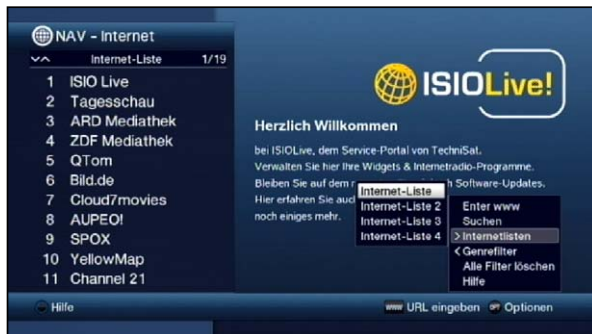 NAV - Internet
Internet-Liste 1/19
1 ISIO Live
2 Tagesschau
3 ARD Mediathek
4 ZDF Mediathek
5 QTom
6 Bild.de
7 Cloud7movies
8 AUPEO!
9 SPOX
10 YellowMap
11 Channel 21
ISIOLive!
Herzlich Willkommen
bei ISIOLive, dem Service-Portal von TechniSat.
Verwalten Sie hier Ihre Widgets & Internetradio-Programme.
Bleiben Sie auf dem Software-Updates.
Hier erfahren Sie auch
noch einiges mehr.
Internet-Liste
Internet-Liste 2
Internet-Liste 3
Internet-Liste 4
Enter www
Suchen
> Internetlisten
< Genrefilter
Alle Filter löschen
Hilfe
Hilfe
www URL eingeben OPT Optionen